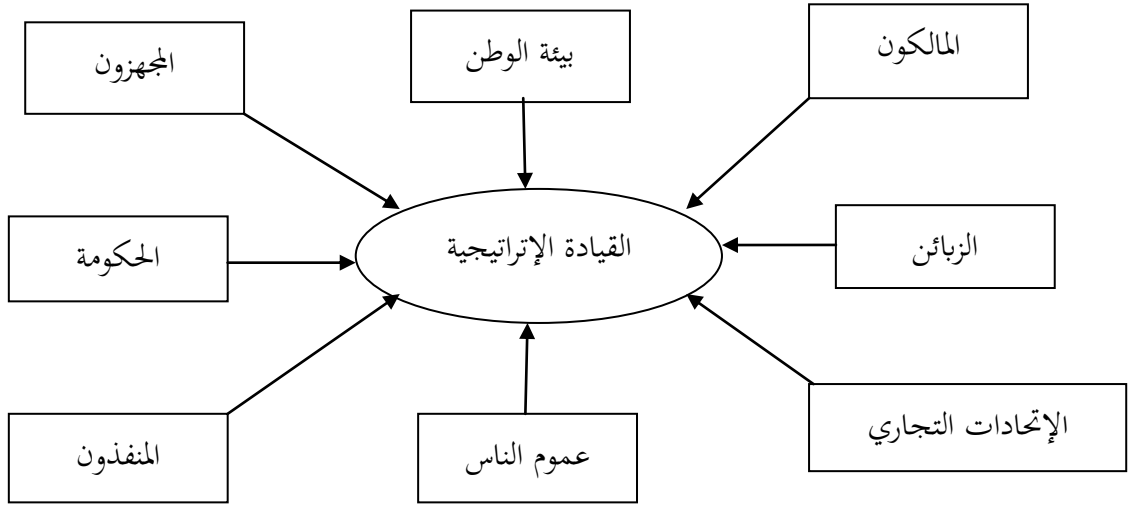 المالكون
بيئة الوطن
المجهزون
الزبائن
القيادة الإتراتيجية
الحكومة
الإتحادات التجاري
عموم الناس
المنفذون